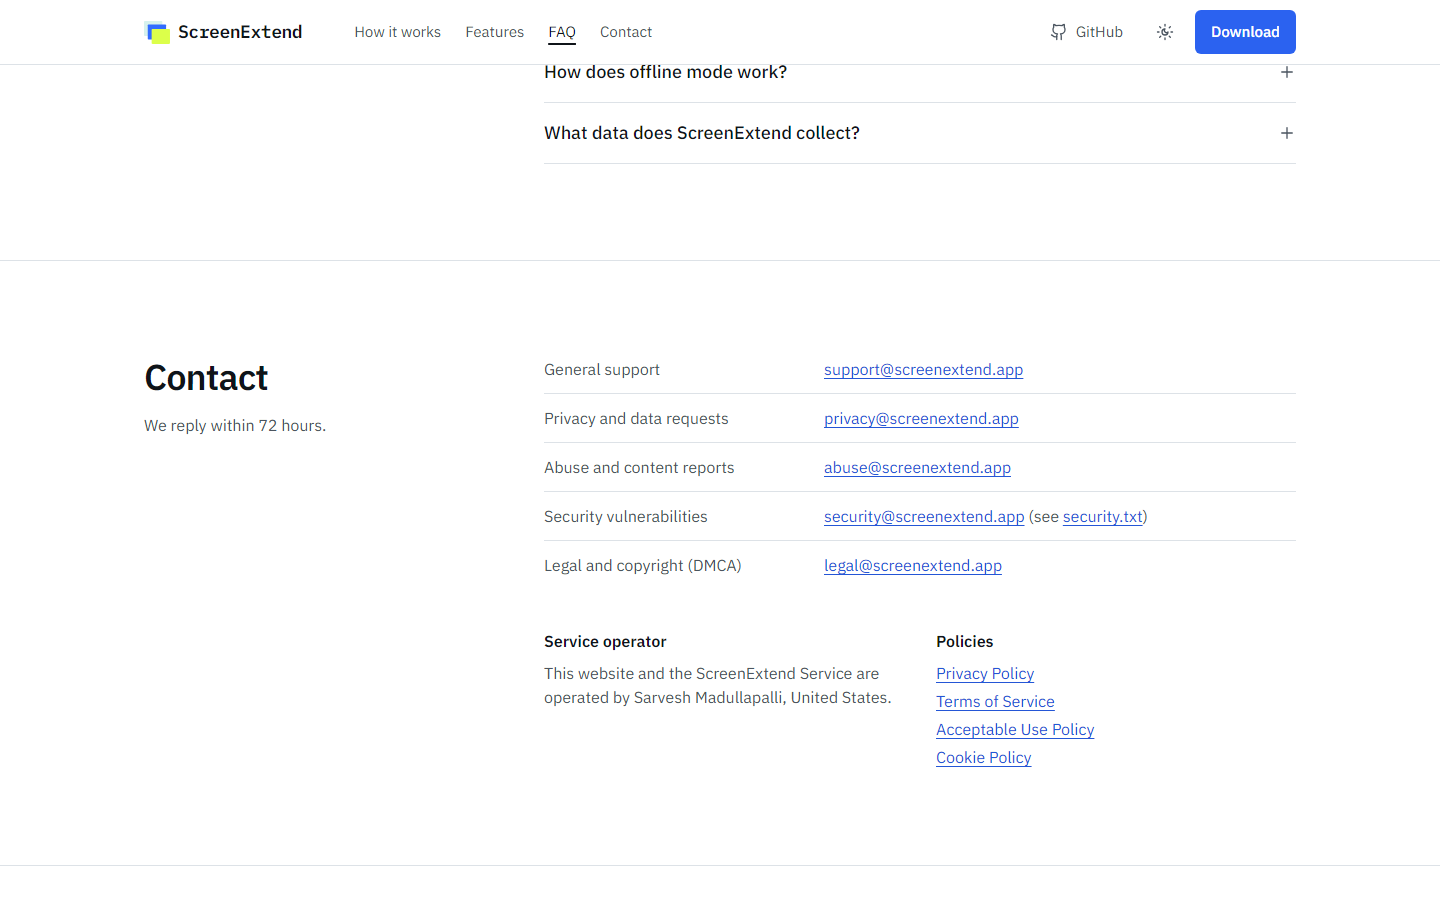 ScreenExtend How it works Features FAQ Contact GitHub Download
How does offline mode work?
What data does ScreenExtend collect?
Contact
We reply within 72 hours.
General support support@screenextend.app
Privacy and data requests privacy@screenextend.app
Abuse and content reports abuse@screenextend.app
Security vulnerabilities security@screenextend.app (see security.txt)
Legal and copyright (DMCA) legal@screenextend.app
Service operator
This website and the ScreenExtend Service are
operated by Sarvesh Madullapalli, United States.
Policies
Privacy Policy
Terms of Service
Acceptable Use Policy
Cookie Policy